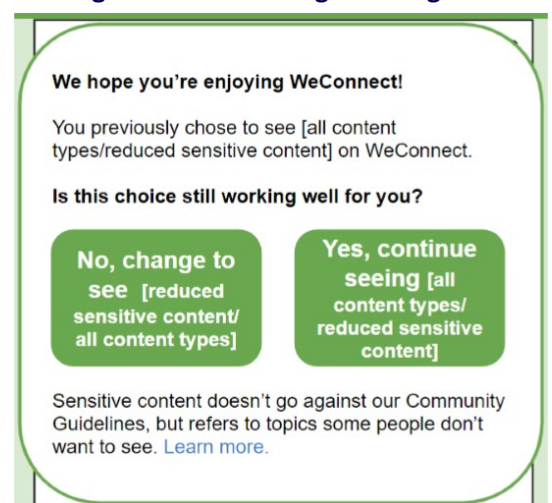 We hope you're enjoying WeConnect!
You previously chose to see [all content
types/reduced sensitive content] on WeConnect.
Is this choice still working well for you?
No, change to
see [reduced
sensitive content/
all content types]
Yes, continue
seeing [all
content types/
reduced sensitive
content]
Sensitive content doesn't go against our Community
Guidelines, but refers to topics some people don't
want to see. Learn more.